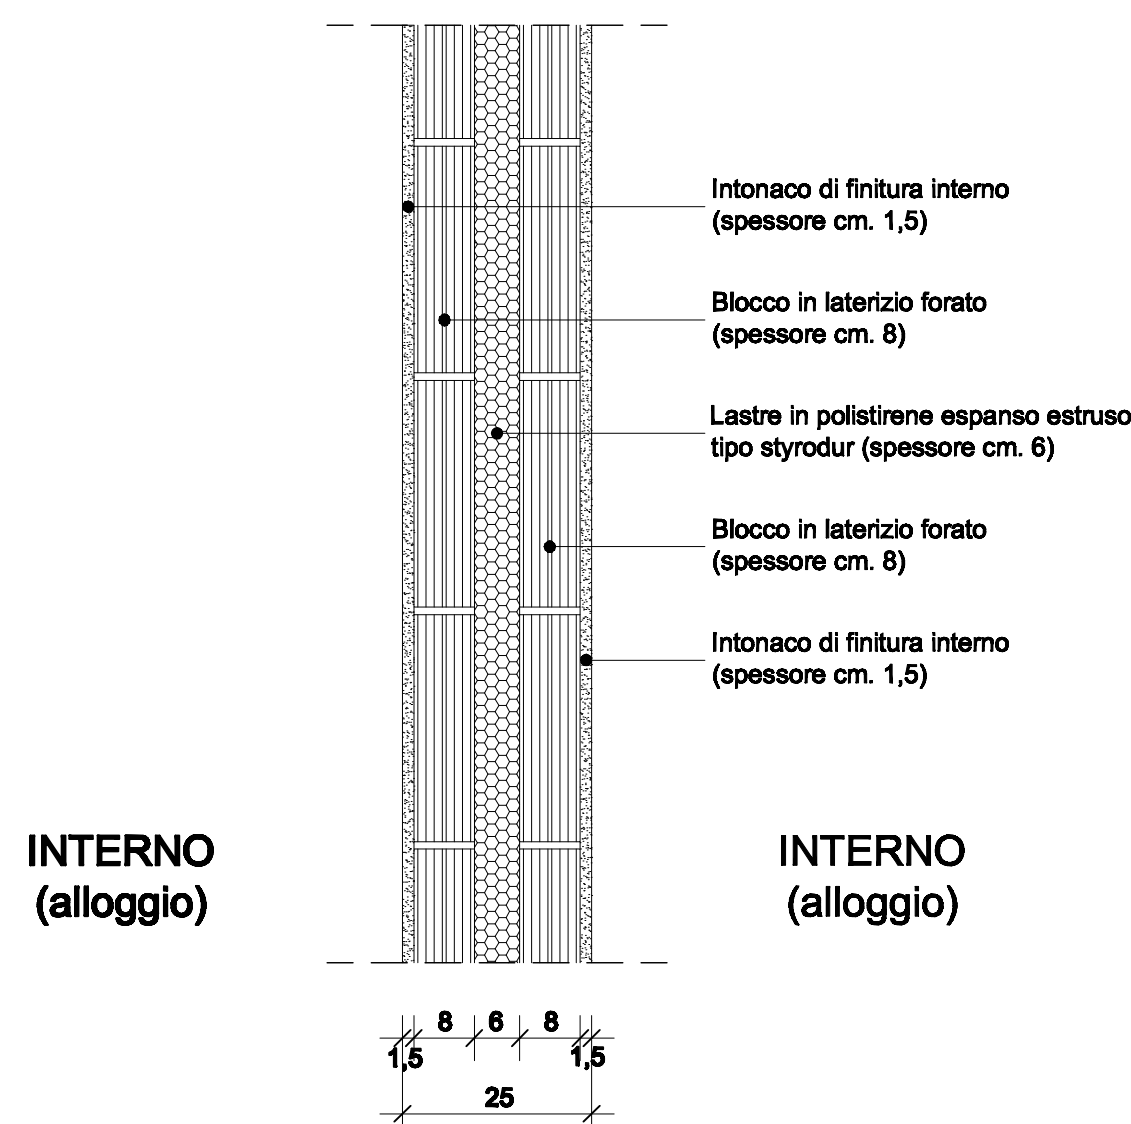 Intonaco di finitura interno
(spessore cm. 1,5)
Blocco in laterizio forato
(spessore cm. 8)
Lastre in polistirene espanso estruso
tipo styrodur (spessore cm. 6)
Blocco in laterizio forato
(spessore cm. 8)
Intonaco di finitura interno
(spessore cm. 1,5)
INTERNO
(alloggio)
INTERNO
(alloggio)
8 6 8
1,5 1,5
25